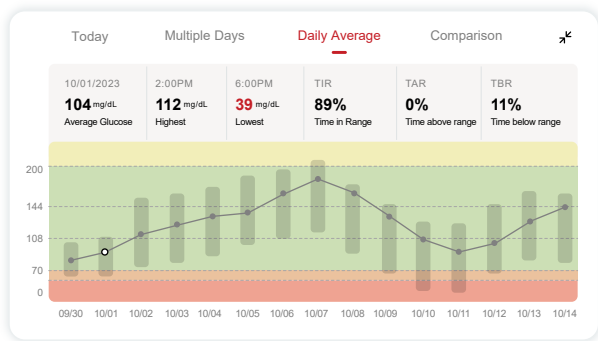 Today Multiple Days Daily Average Comparison
10/01/2023 2:00PM 6:00PM TIR TAR TBR
104 mg/dL 112 mg/dL 39 mg/dL 89% 0% 11%
Average Glucose Highest Lowest Time in Range Time above range Time below range
200
144
108
70
0
09/30 10/01 10/02 10/03 10/04 10/05 10/06 10/07 10/08 10/09 10/10 10/11 10/12 10/13 10/14